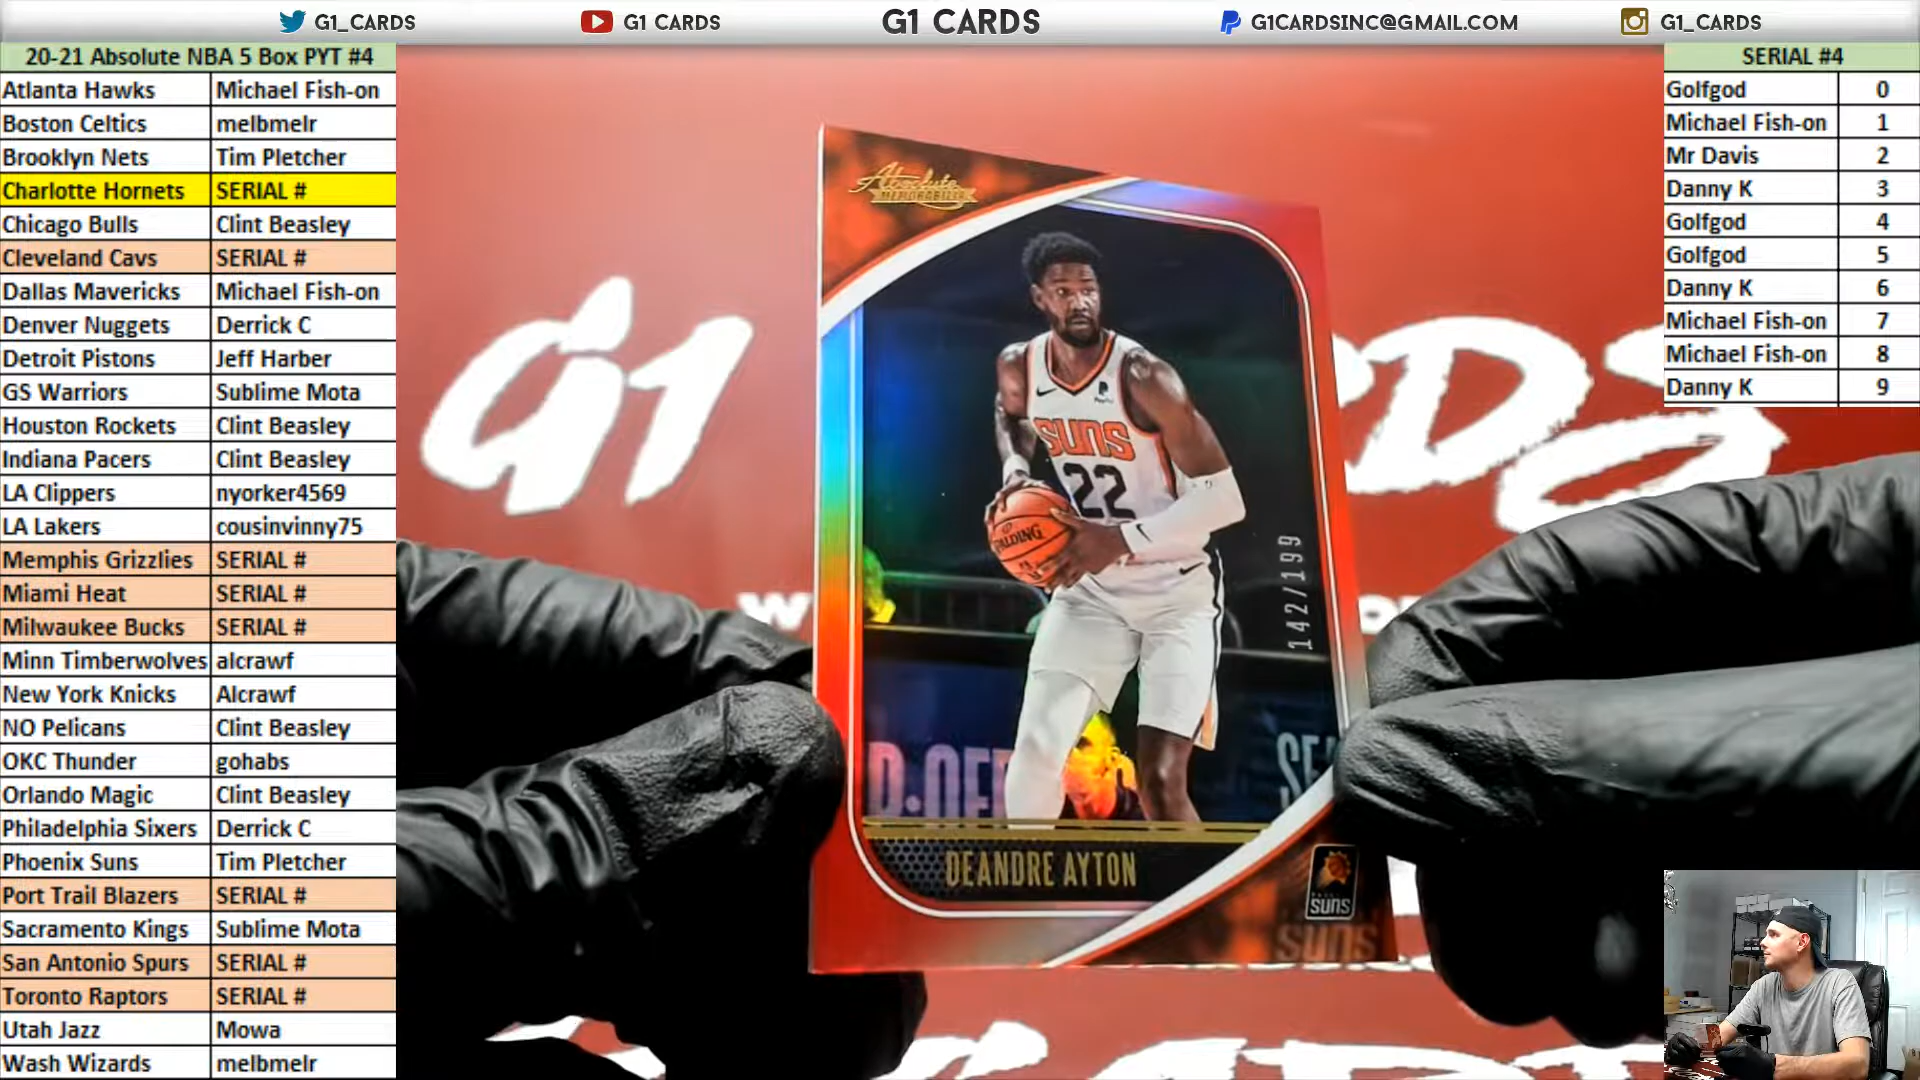 G1_CARDS
G1 CARDS
G1 CARDS
G1CARDSINC@GMAIL.COM
G1_CARDS
20-21 Absolute NBA 5 Box PYT #4
Atlanta Hawks Michael Fish-on
Boston Celtics melbmelr
Brooklyn Nets Tim Pletcher
Charlotte Hornets SERIAL #
Chicago Bulls Clint Beasley
Cleveland Cavs SERIAL #
Dallas Mavericks Michael Fish-on
Denver Nuggets Derrick C
Detroit Pistons Jeff Harber
GS Warriors Sublime Mota
Houston Rockets Clint Beasley
Indiana Pacers Clint Beasley
LA Clippers nyorker4569
LA Lakers cousinvinny75
Memphis Grizzlies SERIAL #
Miami Heat SERIAL #
Milwaukee Bucks SERIAL #
Minn Timberwolves alcrawf
New York Knicks Alcrawf
NO Pelicans Clint Beasley
OKC Thunder gohabs
Orlando Magic Clint Beasley
Philadelphia Sixers Derrick C
Phoenix Suns Tim Pletcher
Port Trail Blazers SERIAL #
Sacramento Kings Sublime Mota
San Antonio Spurs SERIAL #
Toronto Raptors SERIAL #
Utah Jazz Mowa
Wash Wizards melbmelr
SERIAL #4
Golfgod 0
Michael Fish-on 1
Mr Davis 2
Danny K 3
Golfgod 4
Golfgod 5
Danny K 6
Michael Fish-on 7
Michael Fish-on 8
Danny K 9
G1
Absolute
MEMORABILIA
PayPal
SUNS
22
SPALDING
142/199
DEANDRE AYTON
SUNS
SUNS